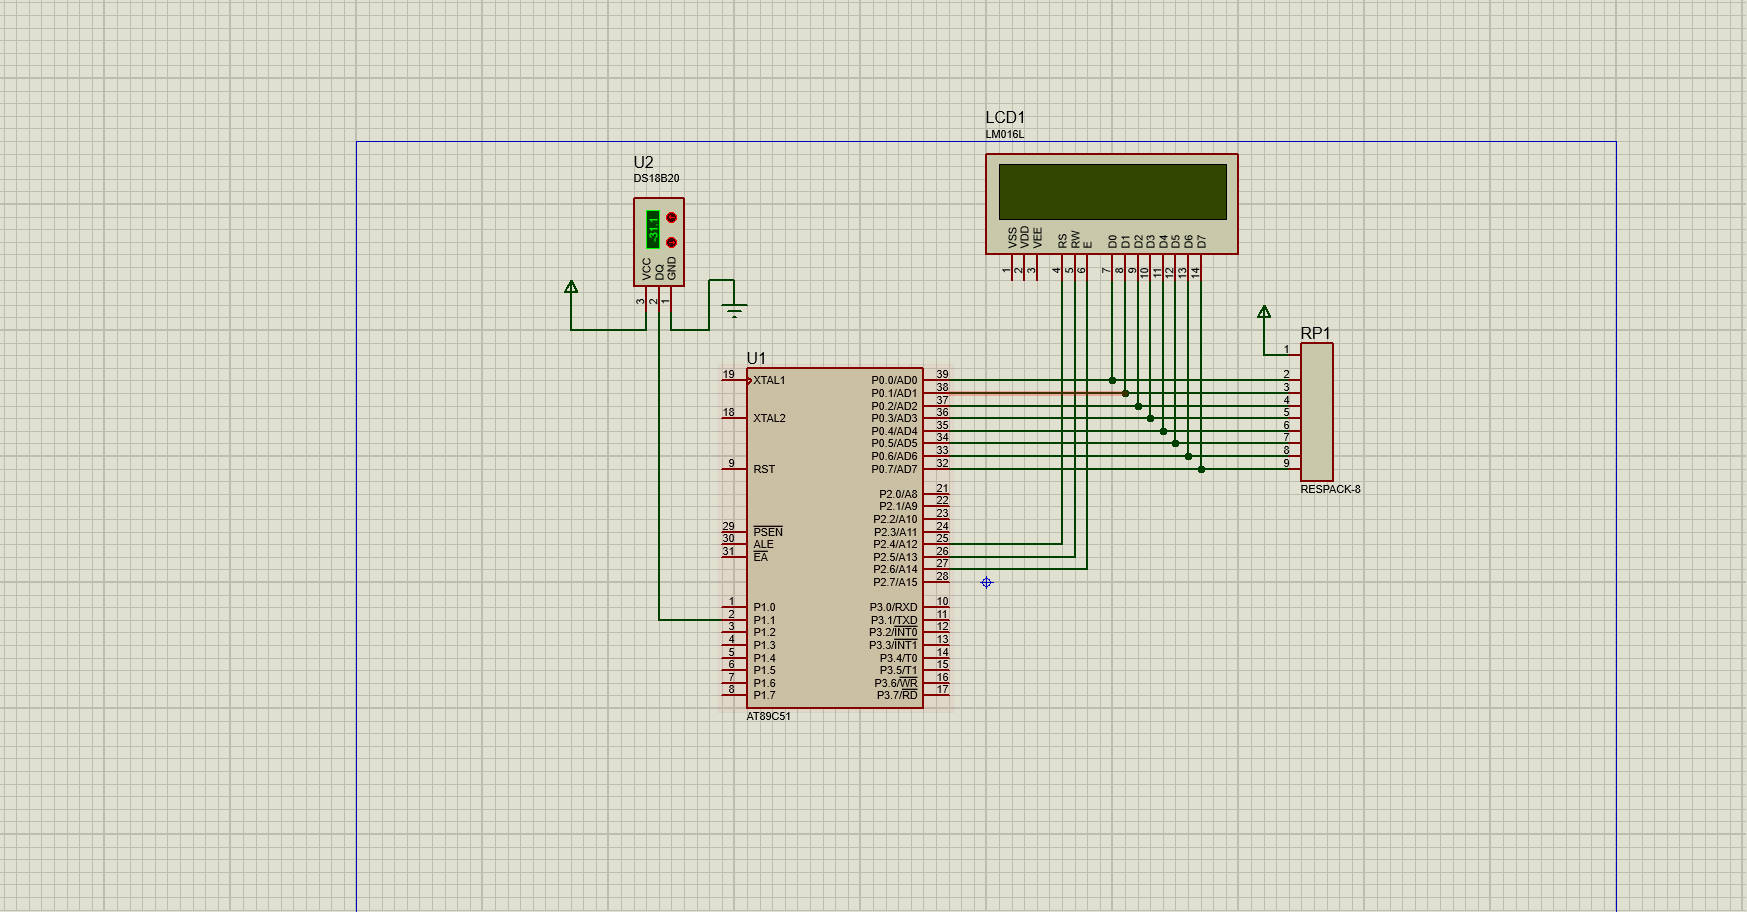 LCD1
LM016L
U2
DS18B20
-31.1
VCC
DQ
GND
3
2
1
VSS
VDD
VEE
RS
RW
E
D0
D1
D2
D3
D4
D5
D6
D7
1
2
3
4
5
6
7
8
9
10
11
12
13
14
RP1
1
2
3
4
5
6
7
8
9
RESPACK-8
U1
19 XTAL1 P0.0/AD0 39
P0.1/AD1 38
P0.2/AD2 37
18 XTAL2 P0.3/AD3 36
P0.4/AD4 35
P0.5/AD5 34
P0.6/AD6 33
9 RST P0.7/AD7 32
P2.0/A8 21
P2.1/A9 22
P2.2/A10 23
29 PSEN P2.3/A11 24
30 ALE P2.4/A12 25
31 EA P2.5/A13 26
P2.6/A14 27
P2.7/A15 28
1 P1.0 P3.0/RXD 10
2 P1.1 P3.1/TXD 11
3 P1.2 P3.2/INT0 12
4 P1.3 P3.3/INT1 13
5 P1.4 P3.4/T0 14
6 P1.5 P3.5/T1 15
7 P1.6 P3.6/WR 16
8 P1.7 P3.7/RD 17
AT89C51